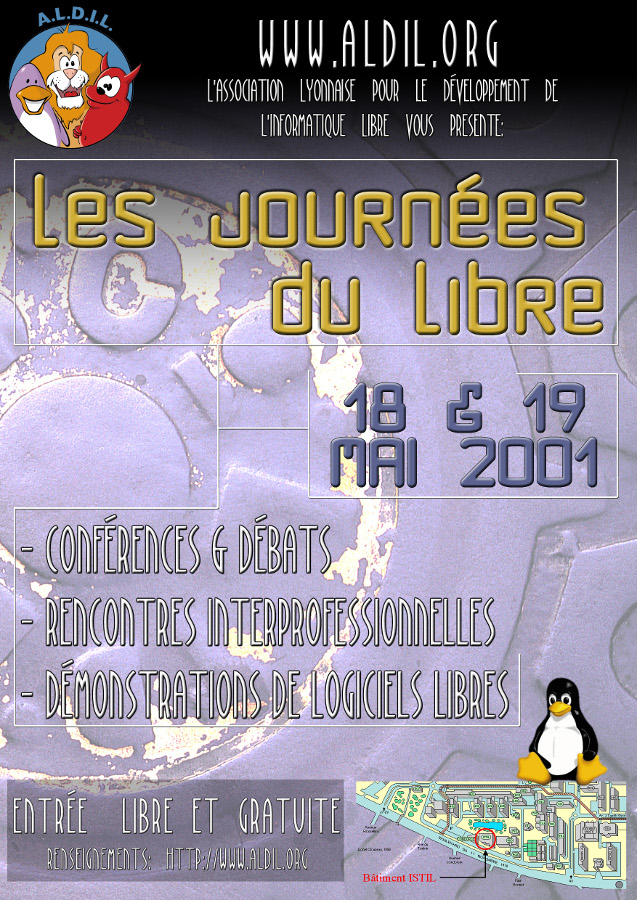 A.L.D.I.L.
WWW.ALDIL.ORG
L'ASSOCIATION LYONNAISE POUR LE DÉVELOPPEMENT DE
L'INFORMATIQUE LIBRE VOUS PRESENTE:
Les Journées
du Libre
18 & 19
MAI 2001
- CONFÉRENCES & DÉBATS
- RENCONTRES INTERPROFESSIONNELLES
- DÉMONSTRATIONS DE LOGICIELS LIBRES
ENTRÉE LIBRE ET GRATUITE
RENSEIGNEMENTS: HTTP://WWW.ALDIL.ORG
Bâtiment ISTIL